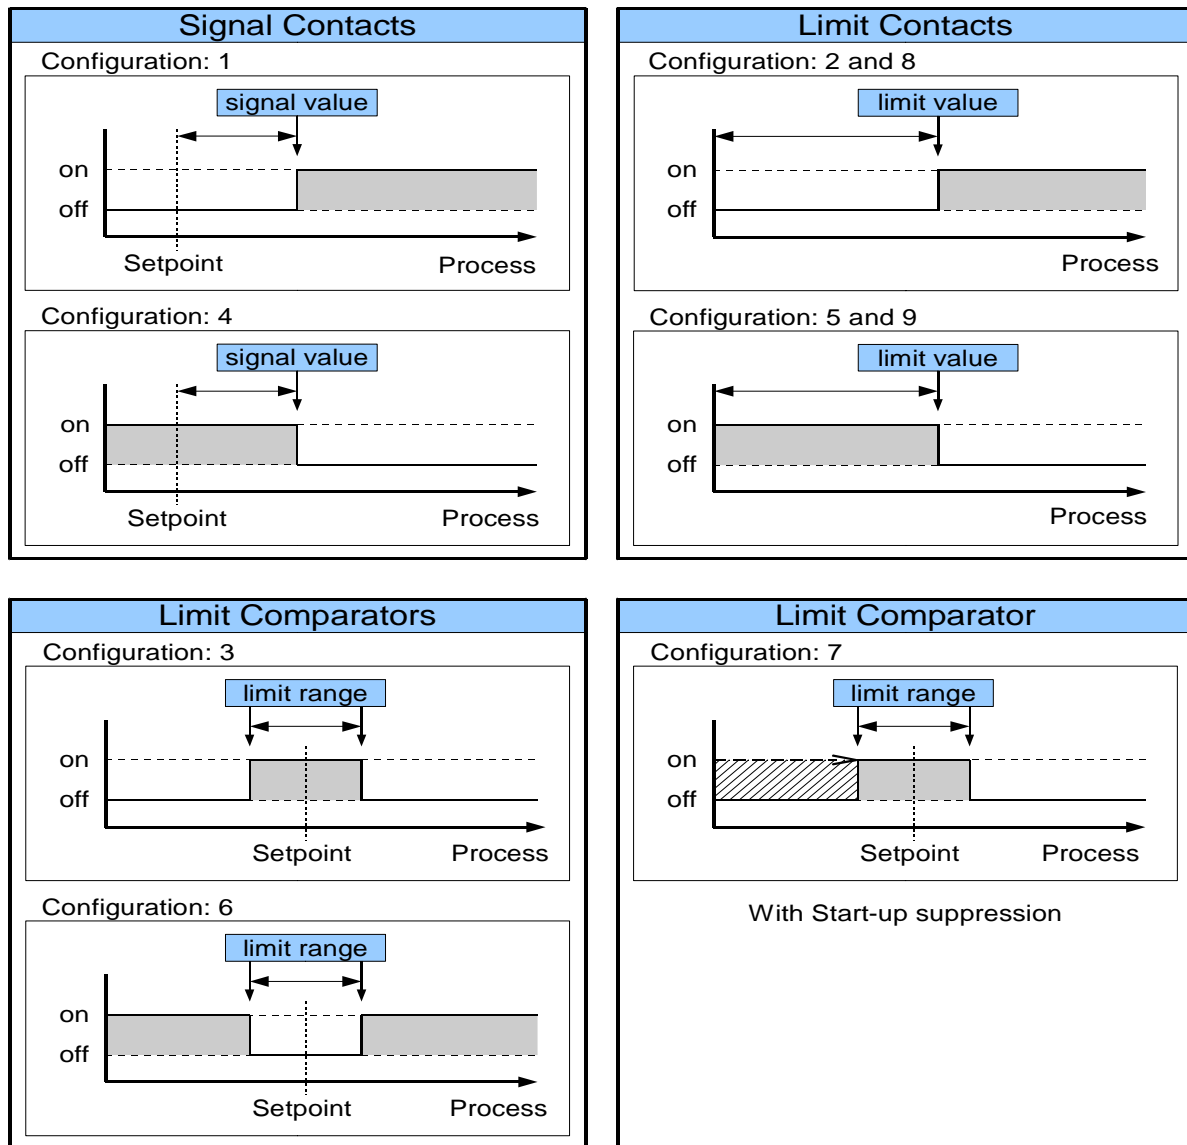 Signal Contacts
Configuration: 1
signal value
on
off
Setpoint
Process
Configuration: 4
signal value
on
off
Setpoint
Process
Limit Contacts
Configuration: 2 and 8
limit value
on
off
Process
Configuration: 5 and 9
limit value
on
off
Process
Limit Comparators
Configuration: 3
limit range
on
off
Setpoint
Process
Configuration: 6
limit range
on
off
Setpoint
Process
Limit Comparator
Configuration: 7
limit range
on
off
Setpoint
Process
With Start-up suppression